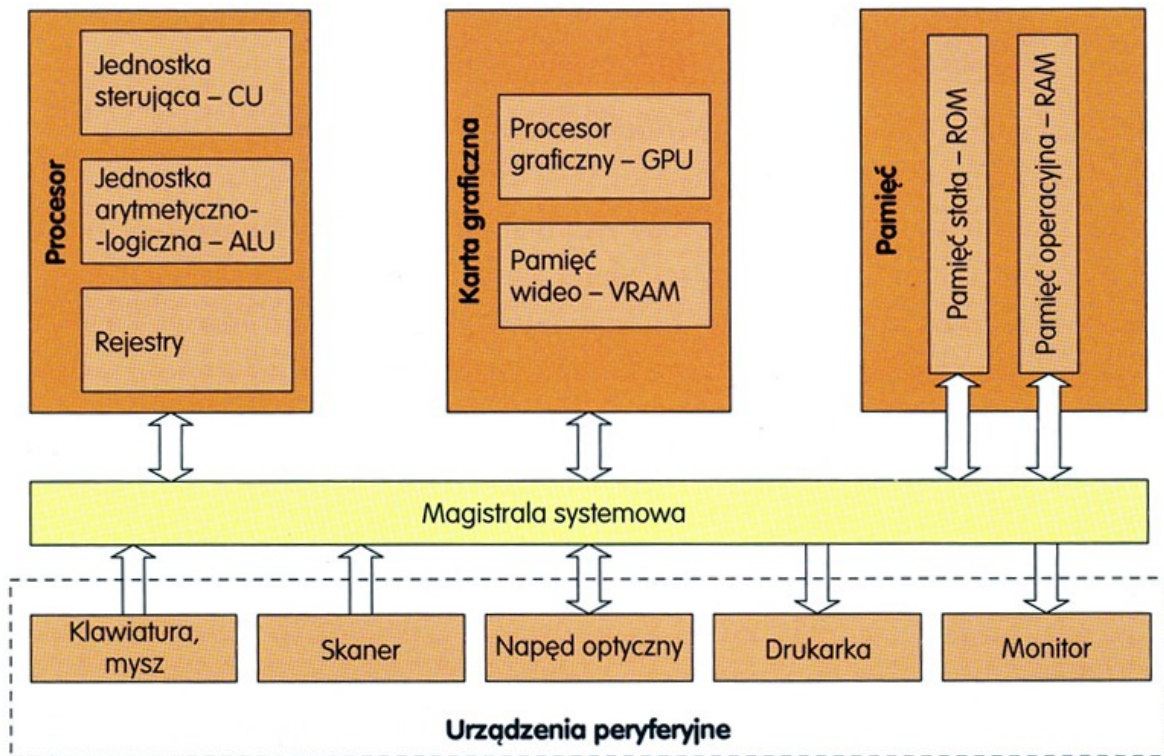 Procesor
Jednostka
sterująca – CU
Jednostka
arytmetyczno-
-logiczna – ALU
Rejestry
Karta graficzna
Procesor
graficzny – GPU
Pamięć
wideo – VRAM
Pamięć
Pamięć stała – ROM
Pamięć operacyjna – RAM
Magistrala systemowa
Klawiatura,
mysz
Skaner
Napęd optyczny
Drukarka
Monitor
Urządzenia peryferyjne